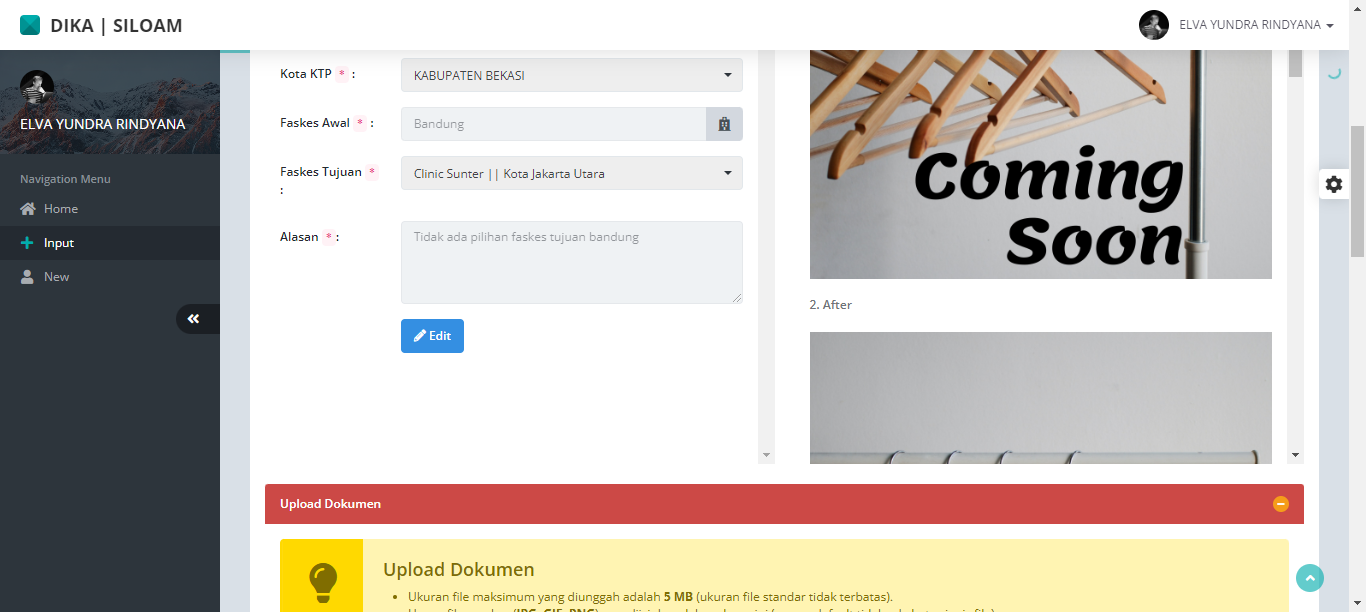 DIKA | SILOAM
ELVA YUNDRA RINDYANA
ELVA YUNDRA RINDYANA
Navigation Menu
Home
Input
New
Kota KTP * :
KABUPATEN BEKASI
Faskes Awal * :
Bandung
Faskes Tujuan *
:
Clinic Sunter || Kota Jakarta Utara
Alasan * :
Tidak ada pilihan faskes tujuan bandung
Edit
Coming
Soon
2. After
Upload Dokumen
Upload Dokumen
• Ukuran file maksimum yang diunggah adalah 5 MB (ukuran file standar tidak terbatas).